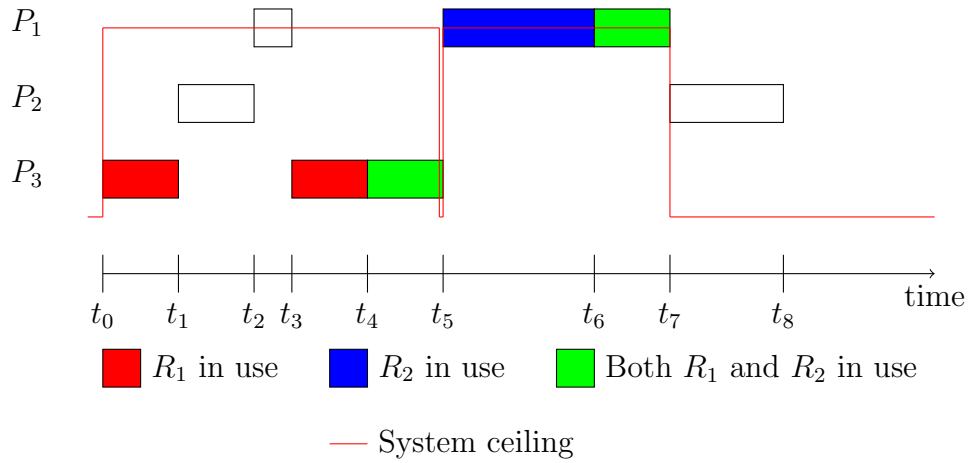 P₁
P₂
P₃
time
t₀ t₁ t₂ t₃ t₄ t₅ t₆ t₇ t₈
R₁ in use R₂ in use Both R₁ and R₂ in use
System ceiling